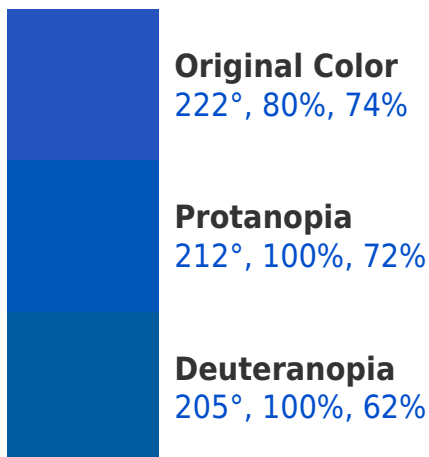 Original Color
222°, 80%, 74%
Protanopia
212°, 100%, 72%
Deuteranopia
205°, 100%, 62%